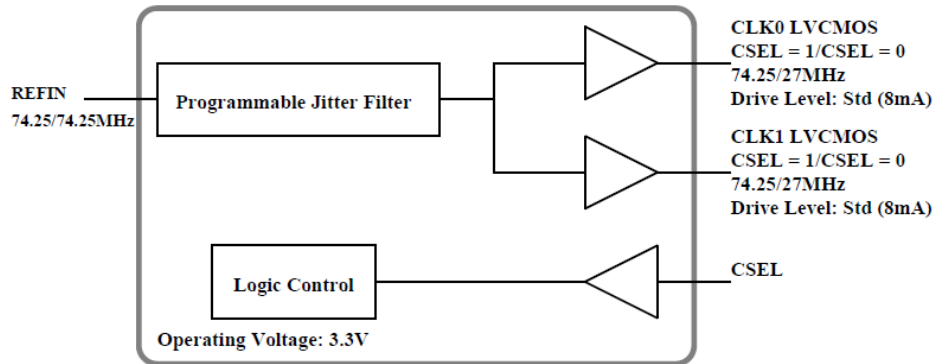 REFIN
74.25/74.25MHz
Programmable Jitter Filter
CLK0 LVCMOS
CSEL = 1/CSEL = 0
74.25/27MHz
Drive Level: Std (8mA)
CLK1 LVCMOS
CSEL = 1/CSEL = 0
74.25/27MHz
Drive Level: Std (8mA)
Logic Control
CSEL
Operating Voltage: 3.3V